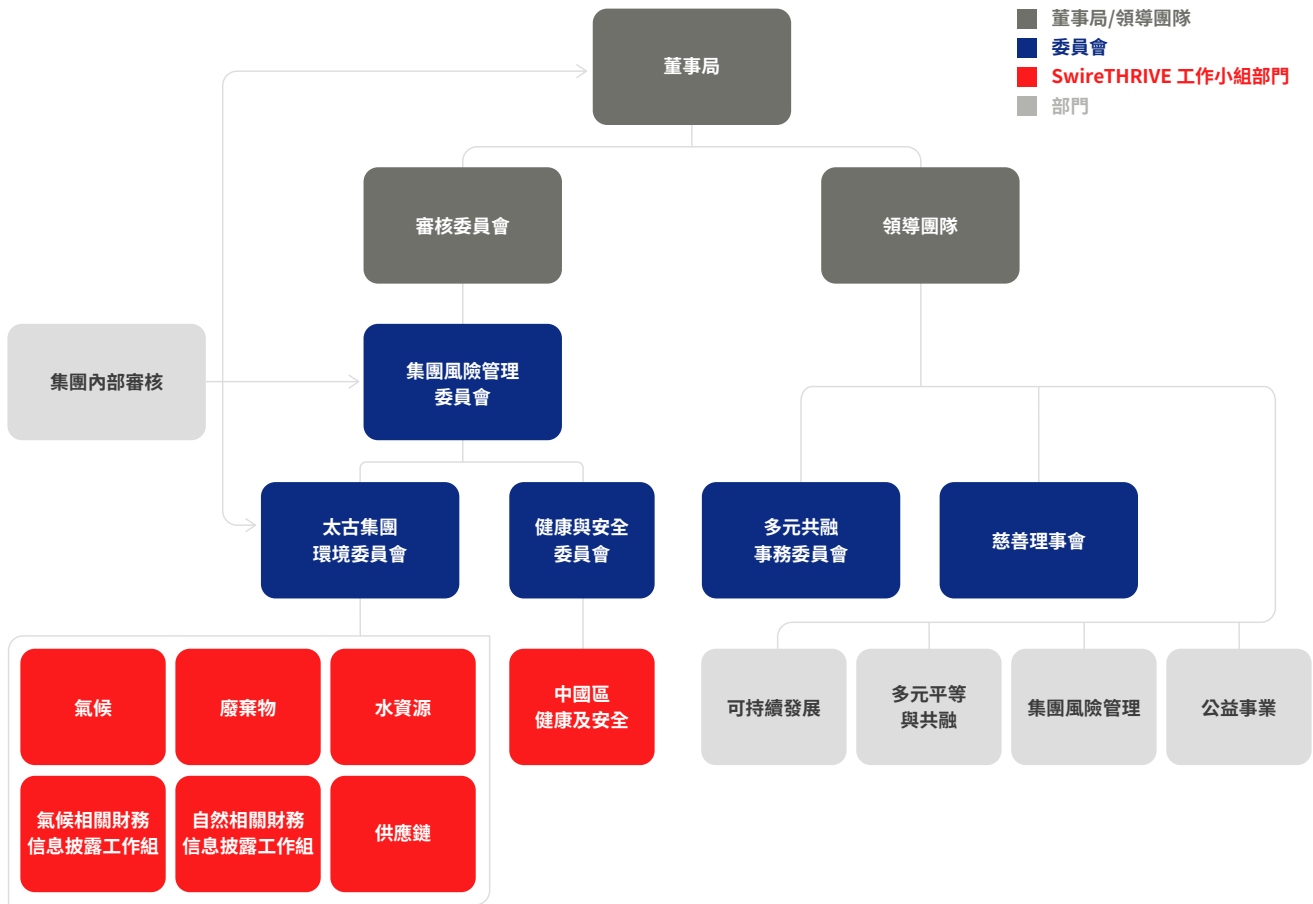 董事局/領導團隊
委員會
SwireTHRIVE 工作小組部門
部門
董事局
審核委員會
領導團隊
集團內部審核
集團風險管理
委員會
太古集團
環境委員會
健康與安全
委員會
多元共融
事務委員會
慈善理事會
氣候
廢棄物
水資源
中國區
健康及安全
可持續發展
多元平等
與共融
集團風險管理
公益事業
氣候相關財務
信息披露工作組
自然相關財務
信息披露工作組
供應鏈